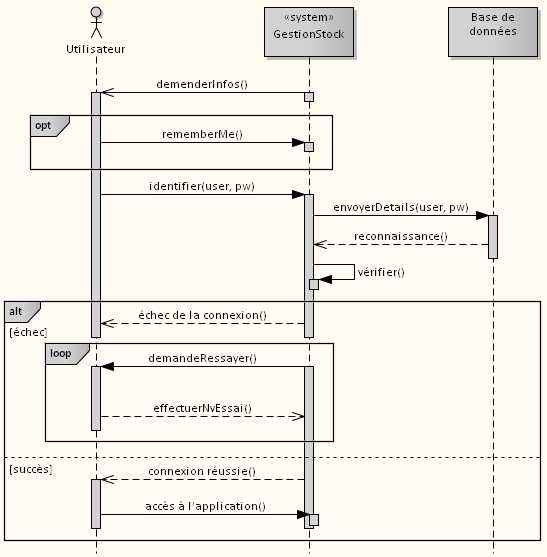 «system»
GestionStock
Base de
données
Utilisateur
demenderInfos()
opt
rememberMe()
identifier(user, pw)
envoyerDetails(user, pw)
reconnaissance()
vérifier()
alt
[échec]
échec de la connexion()
loop
demandeRessayer()
effectuerNvEssai()
[succès]
connexion réussie()
accès à l'application()